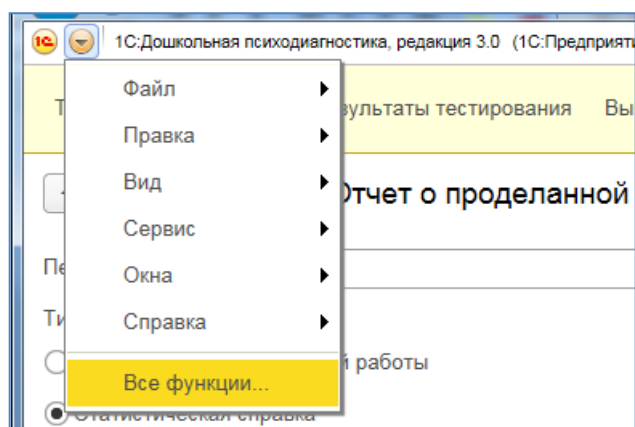 1С:Дошкольная психодиагностика, редакция 3.0 (1С:Предприяти
Файл
зультаты тестирования Вы
Правка
Вид
Отчет о проделанной
Сервис
Окна
Справка
й работы
Все функции...
Статистическая справка